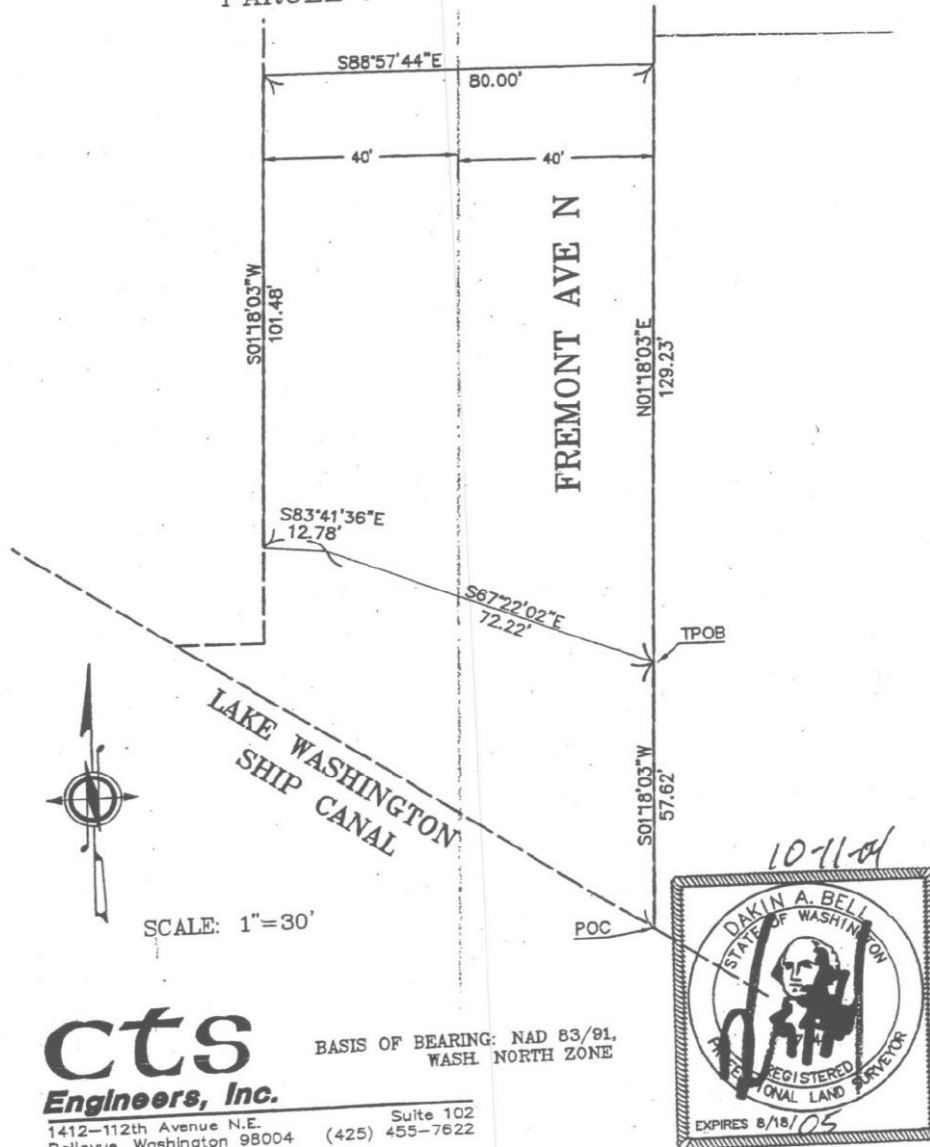 S88°57'44"E
80.00'
40'
40'
FREMONT AVE N
S01°18'03"W
101.48'
N01°18'03"E
129.23'
S83°41'36"E
12.78'
S67°22'02"E
72.22'
TPOB
LAKE WASHINGTON
SHIP CANAL
S01°18'03"W
57.62'
POC
SCALE: 1"=30'
10-11-04
DAKIN A. BELL
STATE OF WASHINGTON
REGISTERED
PROFESSIONAL LAND SURVEYOR
EXPIRES 8/18/05
cts
Engineers, Inc.
BASIS OF BEARING: NAD 83/91,
WASH. NORTH ZONE
1412-112th Avenue N.E. Suite 102
Bellevue, Washington 98004 (425) 455-7622